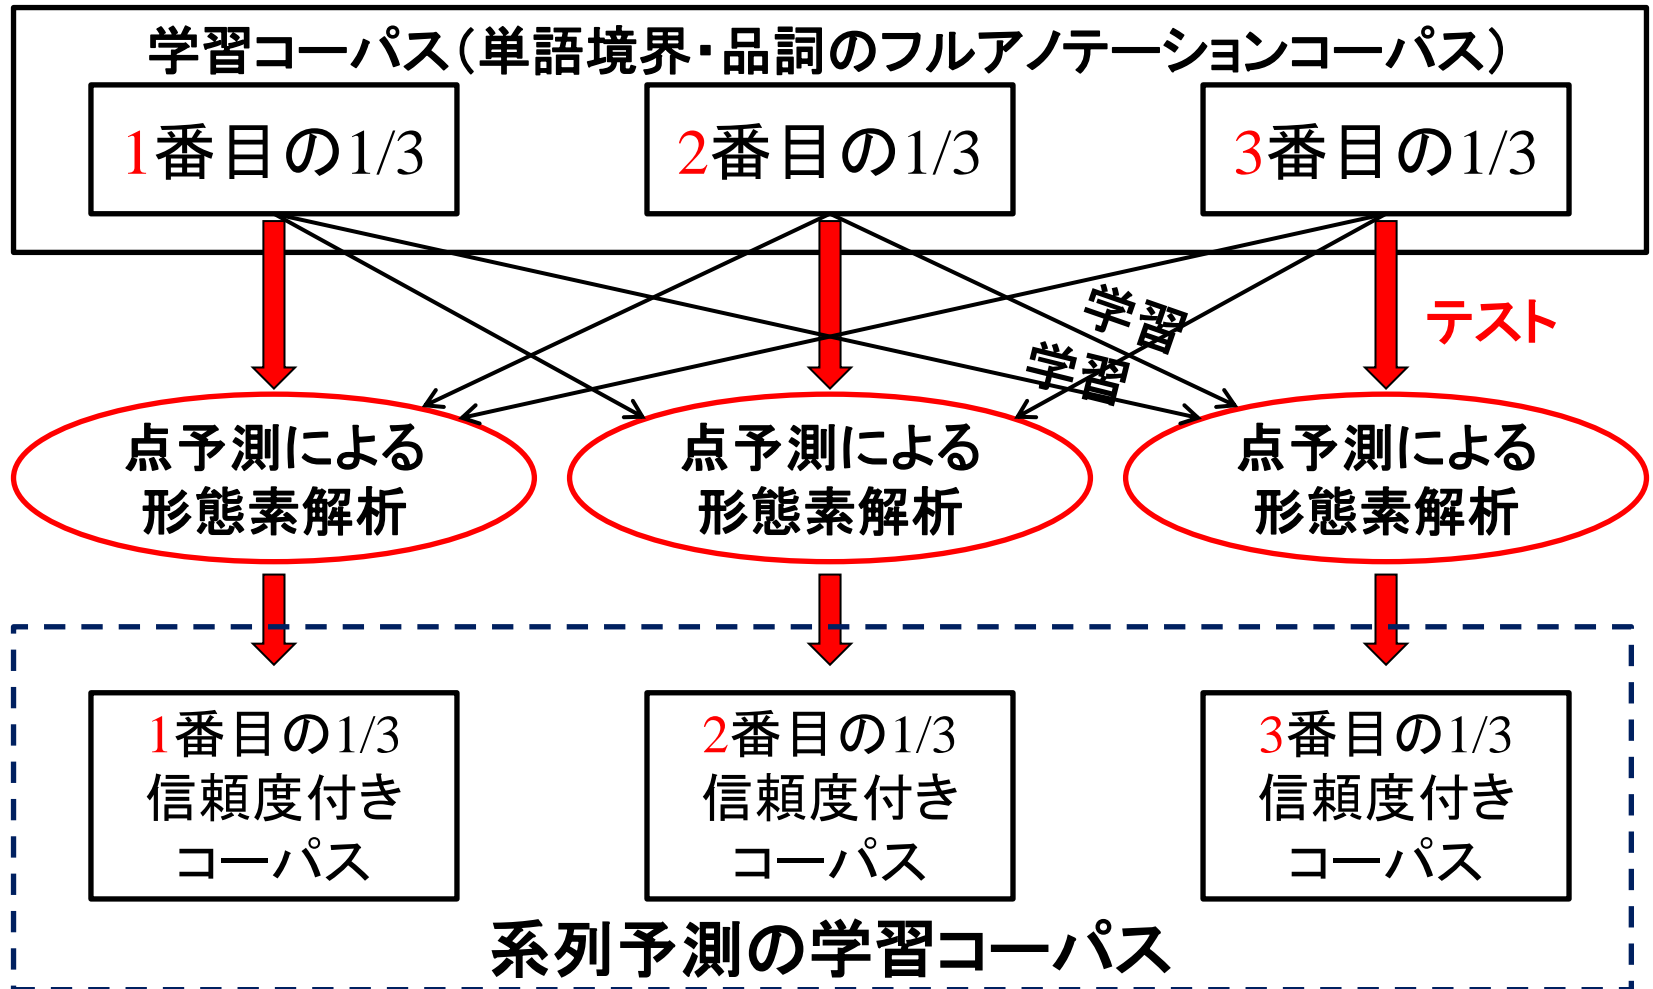 学習コーパス(単語境界・品詞のフルアノテーションコーパス)
1番目の1/3
2番目の1/3
3番目の1/3
学習
学習
テスト
点予測による
形態素解析
点予測による
形態素解析
点予測による
形態素解析
1番目の1/3
信頼度付き
コーパス
2番目の1/3
信頼度付き
コーパス
3番目の1/3
信頼度付き
コーパス
系列予測の学習コーパス